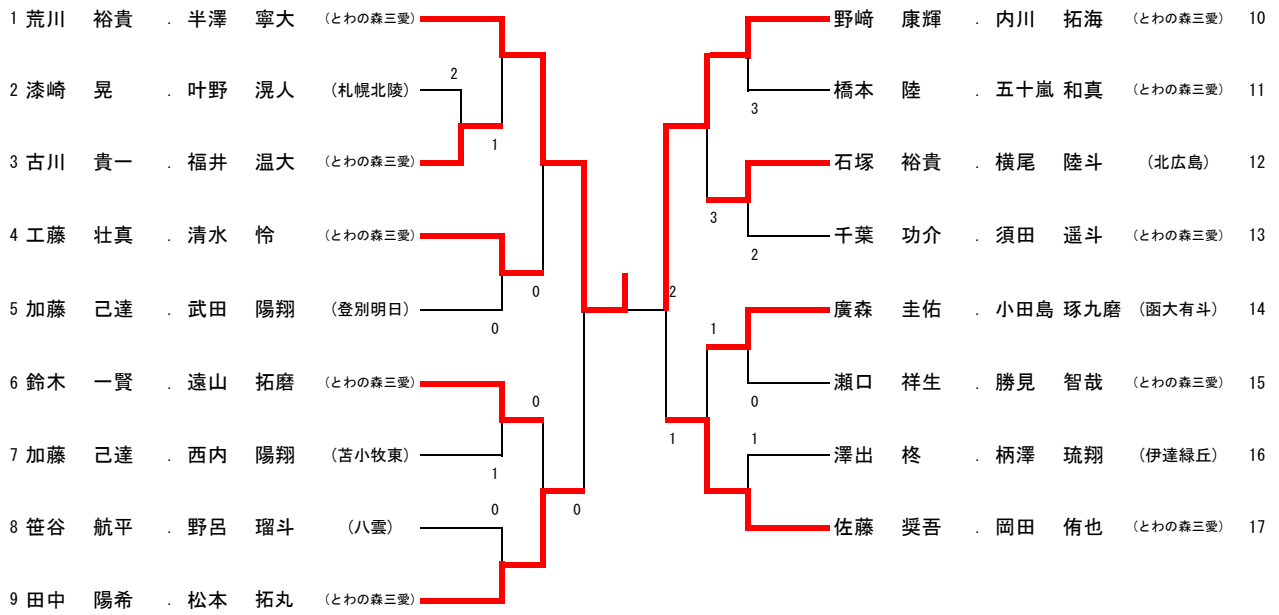 1 荒川 裕貴 . 半澤 寧大 (とわの森三愛)
2 漆崎 晃 . 叶野 滉人 (札幌北陵)
3 古川 貴一 . 福井 温大 (とわの森三愛)
4 工藤 壮真 . 清水 怜 (とわの森三愛)
5 加藤 己達 . 武田 陽翔 (登別明日)
6 鈴木 一賢 . 遠山 拓磨 (とわの森三愛)
7 加藤 己達 . 西内 陽翔 (苫小牧東)
8 笹谷 航平 . 野呂 瑠斗 (八雲)
9 田中 陽希 . 松本 拓丸 (とわの森三愛)
2
1
0
0
0
1
0
0
2
野﨑 康輝 . 内川 拓海 (とわの森三愛) 10
橋本 陸 . 五十嵐 和真 (とわの森三愛) 11
石塚 裕貴 . 横尾 陸斗 (北広島) 12
千葉 功介 . 須田 遥斗 (とわの森三愛) 13
廣森 圭佑 . 小田島 琢九磨 (函大有斗) 14
瀬口 祥生 . 勝見 智哉 (とわの森三愛) 15
澤出 柊 . 柄澤 琉翔 (伊達緑丘) 16
佐藤 奨吾 . 岡田 侑也 (とわの森三愛) 17
3
3
2
1
0
1
1